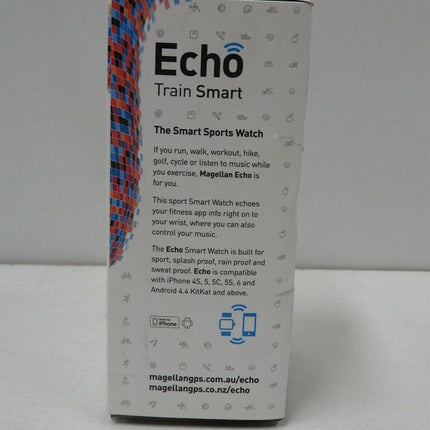 Echo
Train Smart
The Smart Sports Watch
If you run, walk, workout, hike,
golf, cycle or listen to music while
you exercise, Magellan Echo is
for you.
This sport Smart Watch echoes
your fitness app info right on to
your wrist, where you can also
control your music.
The Echo Smart Watch is built for
sport, splash proof, rain proof and
sweat proof. Echo is compatible
with iPhone 4S, 5, 5C, 5S, 6 and
Android 4.4 KitKat and above.
Made for
iPhone
magellangps.com.au/echo
magellangps.co.nz/echo